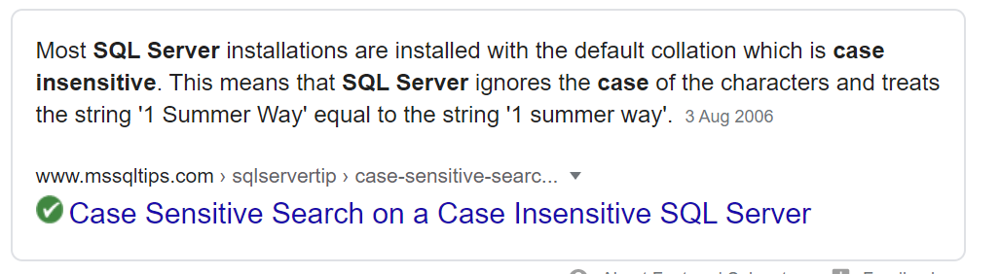 Most SQL Server installations are installed with the default collation which is case
insensitive. This means that SQL Server ignores the case of the characters and treats
the string '1 Summer Way' equal to the string '1 summer way'. 3 Aug 2006
www.mssqltips.com › sqlservertip › case-sensitive-searc...
Case Sensitive Search on a Case Insensitive SQL Server